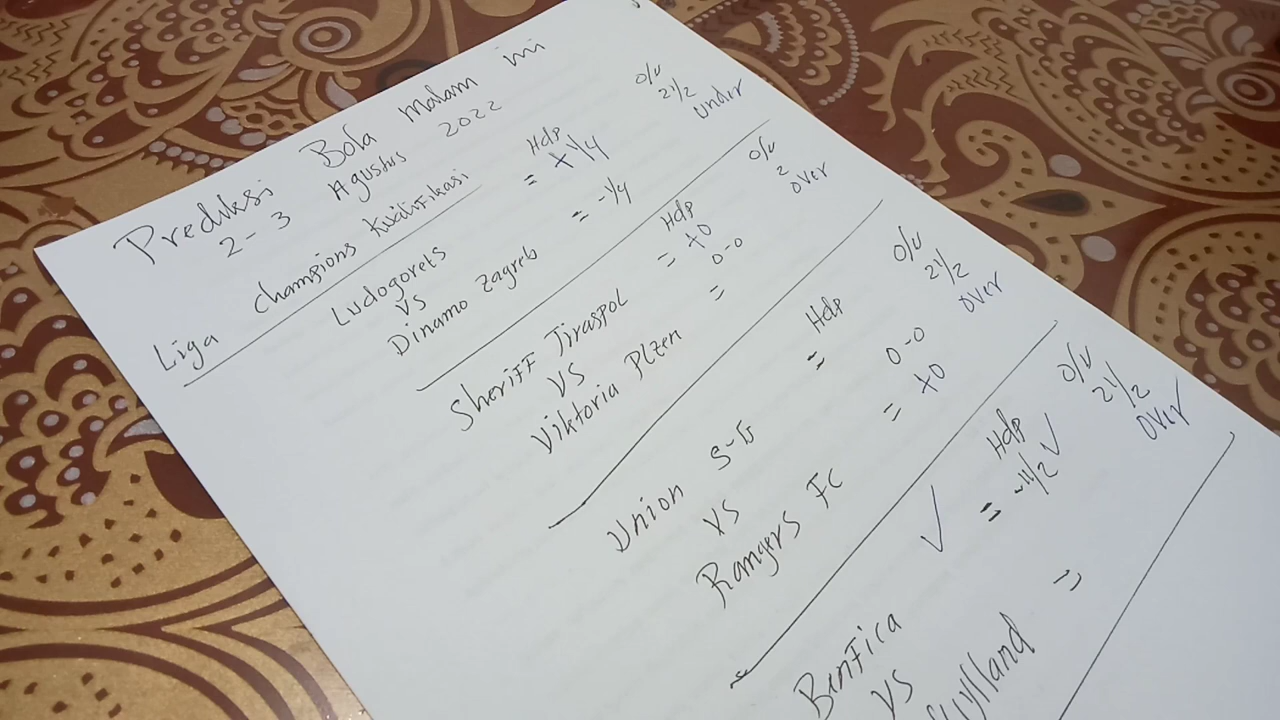 Prediksi Bola malam ini
2-3 Agustus 2022
Liga champions Kualifikasi
Hdp O/U
Ludogorets = + 1/4 2 1/2
VS under
Dinamo Zagreb = - 1/4
Hdp O/U
Sheriff Tiraspol = +0 2
VS 0-0 over
Viktoria Plzen =
Hdp O/U
Union S-G = 2 1/2
VS 0-0 over
Rangers FC = +0
Hdp O/U
Benfica ✓ = -1 1/2 ✓ 2 1/2
VS over
=